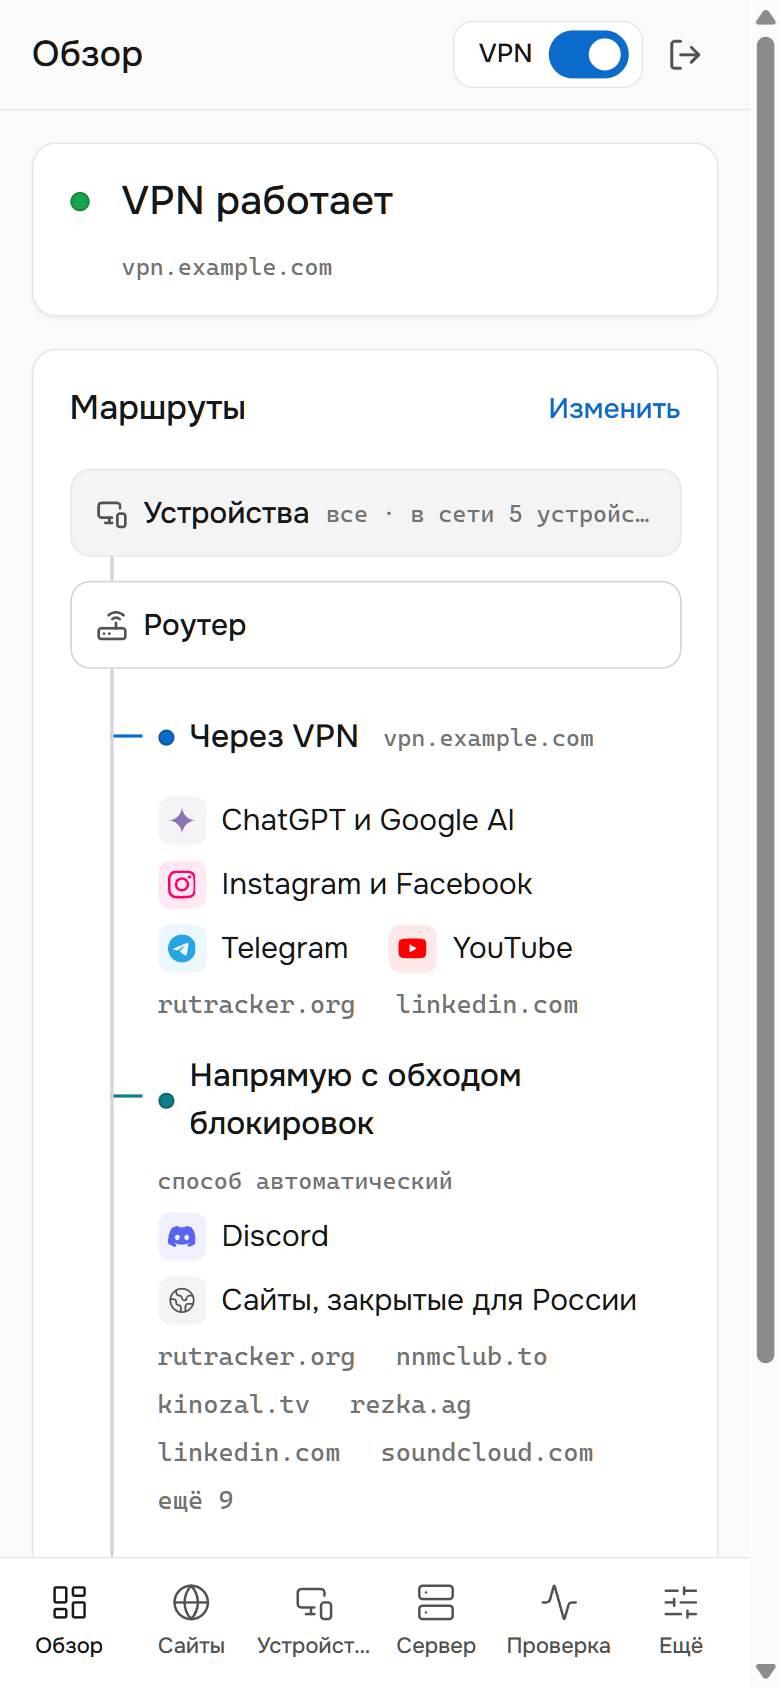 Обзор
VPN
VPN работает
vpn.example.com
Маршруты
Изменить
Устройства все · в сети 5 устройс…
Роутер
Через VPN vpn.example.com
ChatGPT и Google AI
Instagram и Facebook
Telegram YouTube
rutracker.org linkedin.com
Напрямую с обходом
блокировок
способ автоматический
Discord
Сайты, закрытые для России
rutracker.org nnmclub.to
kinozal.tv rezka.ag
linkedin.com soundcloud.com
ещё 9
Обзор Сайты Устройст... Сервер Проверка Ещё